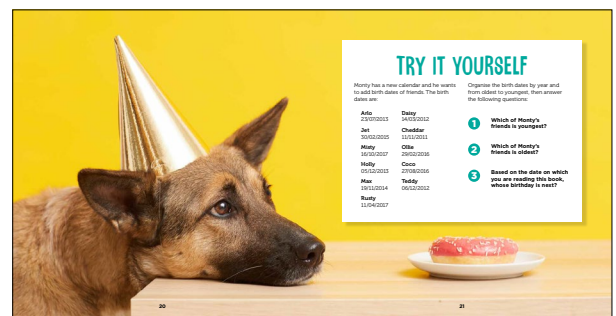 TRY IT YOURSELF
Monty has a new calendar and he wants
to add birth dates of friends. The birth
dates are:
Arlo
23/07/2013
Jet
30/02/2015
Misty
16/10/2017
Holly
05/12/2013
Max
19/11/2014
Rusty
11/04/2017
Daisy
14/03/2012
Cheddar
11/11/2011
Ollie
29/02/2016
Coco
27/08/2016
Teddy
06/12/2012
Organise the birth dates by year and
from oldest to youngest, then answer
the following questions:
1 Which of Monty's
friends is youngest?
2 Which of Monty's
friends is oldest?
3 Based on the date on which
you are reading this book,
whose birthday is next?
20
21